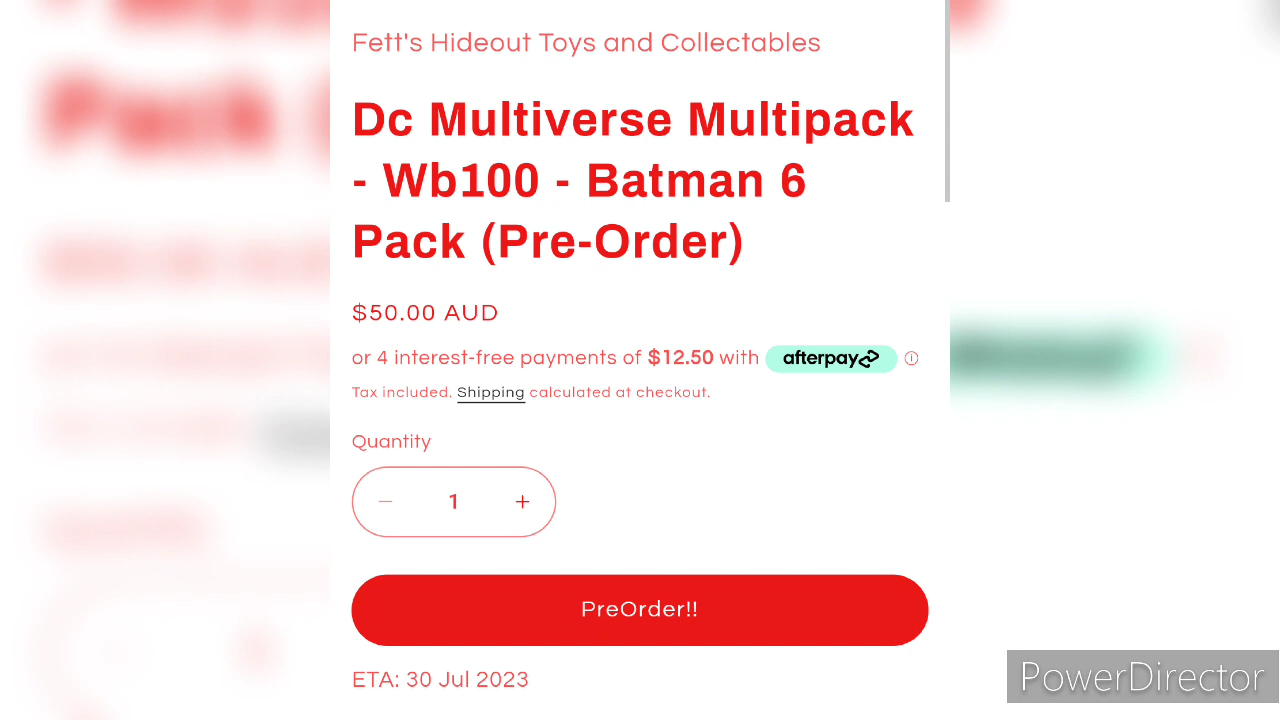 Fett's Hideout Toys and Collectables
Dc Multiverse Multipack
- Wb100 - Batman 6
Pack (Pre-Order)
$50.00 AUD
or 4 interest-free payments of $12.50 with afterpay
Tax included. Shipping calculated at checkout.
Quantity
− 1 +
PreOrder!!
ETA: 30 Jul 2023
PowerDirector